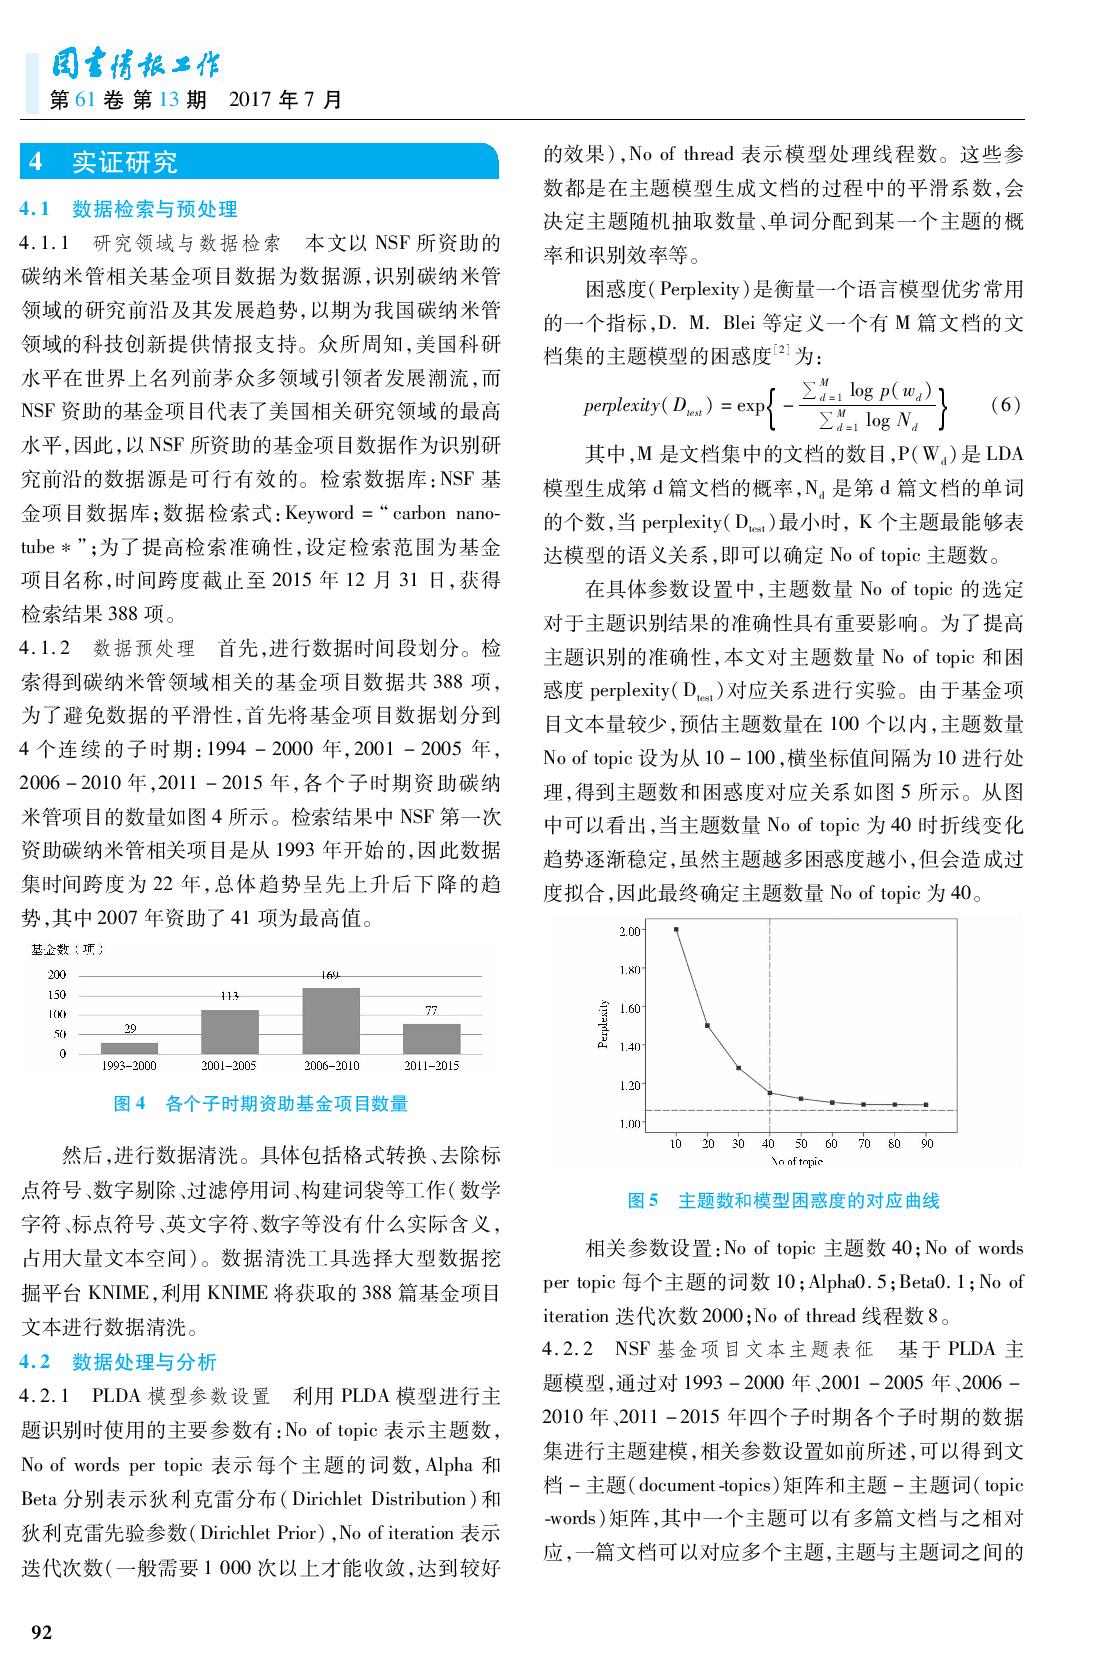 图书情报工作
第61卷 第13期 2017年7月
4 实证研究
4.1 数据检索与预处理
4.1.1 研究领域与数据检索 本文以 NSF 所资助的
碳纳米管相关基金项目数据为数据源,识别碳纳米管
领域的研究前沿及其发展趋势,以期为我国碳纳米管
领域的科技创新提供情报支持。众所周知,美国科研
水平在世界上名列前茅众多领域引领者发展潮流,而
NSF 资助的基金项目代表了美国相关研究领域的最高
水平,因此,以 NSF 所资助的基金项目数据作为识别研
究前沿的数据源是可行有效的。检索数据库:NSF 基
金项目数据库;数据检索式:Keyword = “carbon nano-
tube * ”;为了提高检索准确性,设定检索范围为基金
项目名称,时间跨度截止至 2015 年 12 月 31 日,获得
检索结果 388 项。
4.1.2 数据预处理 首先,进行数据时间段划分。检
索得到碳纳米管领域相关的基金项目数据共 388 项,
为了避免数据的平滑性,首先将基金项目数据划分到
4 个连续的子时期:1994 - 2000 年,2001 - 2005 年,
2006 - 2010 年,2011 - 2015 年,各个子时期资助碳纳
米管项目的数量如图 4 所示。检索结果中 NSF 第一次
资助碳纳米管相关项目是从 1993 年开始的,因此数据
集时间跨度为 22 年,总体趋势呈先上升后下降的趋
势,其中 2007 年资助了 41 项为最高值。
基金数(项)
200
150
100
50
0
29
113
169
77
1993-2000 2001-2005 2006-2010 2011-2015
图 4 各个子时期资助基金项目数量
然后,进行数据清洗。具体包括格式转换、去除标
点符号、数字剔除、过滤停用词、构建词袋等工作(数学
字符、标点符号、英文字符、数字等没有什么实际含义,
占用大量文本空间)。数据清洗工具选择大型数据挖
掘平台 KNIME,利用 KNIME 将获取的 388 篇基金项目
文本进行数据清洗。
4.2 数据处理与分析
4.2.1 PLDA 模型参数设置 利用 PLDA 模型进行主
题识别时使用的主要参数有:No of topic 表示主题数,
No of words per topic 表示每个主题的词数,Alpha 和
Beta 分别表示狄利克雷分布(Dirichlet Distribution)和
狄利克雷先验参数(Dirichlet Prior),No of iteration 表示
迭代次数(一般需要 1 000 次以上才能收敛,达到较好
的效果),No of thread 表示模型处理线程数。这些参
数都是在主题模型生成文档的过程中的平滑系数,会
决定主题随机抽取数量、单词分配到某一个主题的概
率和识别效率等。
困惑度(Perplexity)是衡量一个语言模型优劣常用
的一个指标,D. M. Blei 等定义一个有 M 篇文档的文
档集的主题模型的困惑度[2]为:
perplexity(D_test) = exp{ - ∑_{d=1}^{M} log p(w_d) / ∑_{d=1}^{M} log N_d } (6)
其中,M 是文档集中的文档的数目,P(W_d)是 LDA
模型生成第 d 篇文档的概率,N_d 是第 d 篇文档的单词
的个数,当 perplexity(D_test)最小时, K 个主题最能够表
达模型的语义关系,即可以确定 No of topic 主题数。
在具体参数设置中,主题数量 No of topic 的选定
对于主题识别结果的准确性具有重要影响。为了提高
主题识别的准确性,本文对主题数量 No of topic 和困
惑度 perplexity(D_test)对应关系进行实验。由于基金项
目文本量较少,预估主题数量在 100 个以内,主题数量
No of topic 设为从 10 - 100,横坐标值间隔为 10 进行处
理,得到主题数和困惑度对应关系如图 5 所示。从图
中可以看出,当主题数量 No of topic 为 40 时折线变化
趋势逐渐稳定,虽然主题越多困惑度越小,但会造成过
度拟合,因此最终确定主题数量 No of topic 为 40。
Perplexity
2.00
1.80
1.60
1.40
1.20
1.00
10 20 30 40 50 60 70 80 90
No of topic
图 5 主题数和模型困惑度的对应曲线
相关参数设置:No of topic 主题数 40;No of words
per topic 每个主题的词数 10;Alpha0.5;Beta0.1;No of
iteration 迭代次数 2000;No of thread 线程数 8。
4.2.2 NSF 基金项目文本主题表征 基于 PLDA 主
题模型,通过对 1993 - 2000 年、2001 - 2005 年、2006 -
2010 年、2011 - 2015 年四个子时期各个子时期的数据
集进行主题建模,相关参数设置如前所述,可以得到文
档 - 主题(document-topics)矩阵和主题 - 主题词(topic
-words)矩阵,其中一个主题可以有多篇文档与之相对
应,一篇文档可以对应多个主题,主题与主题词之间的
92